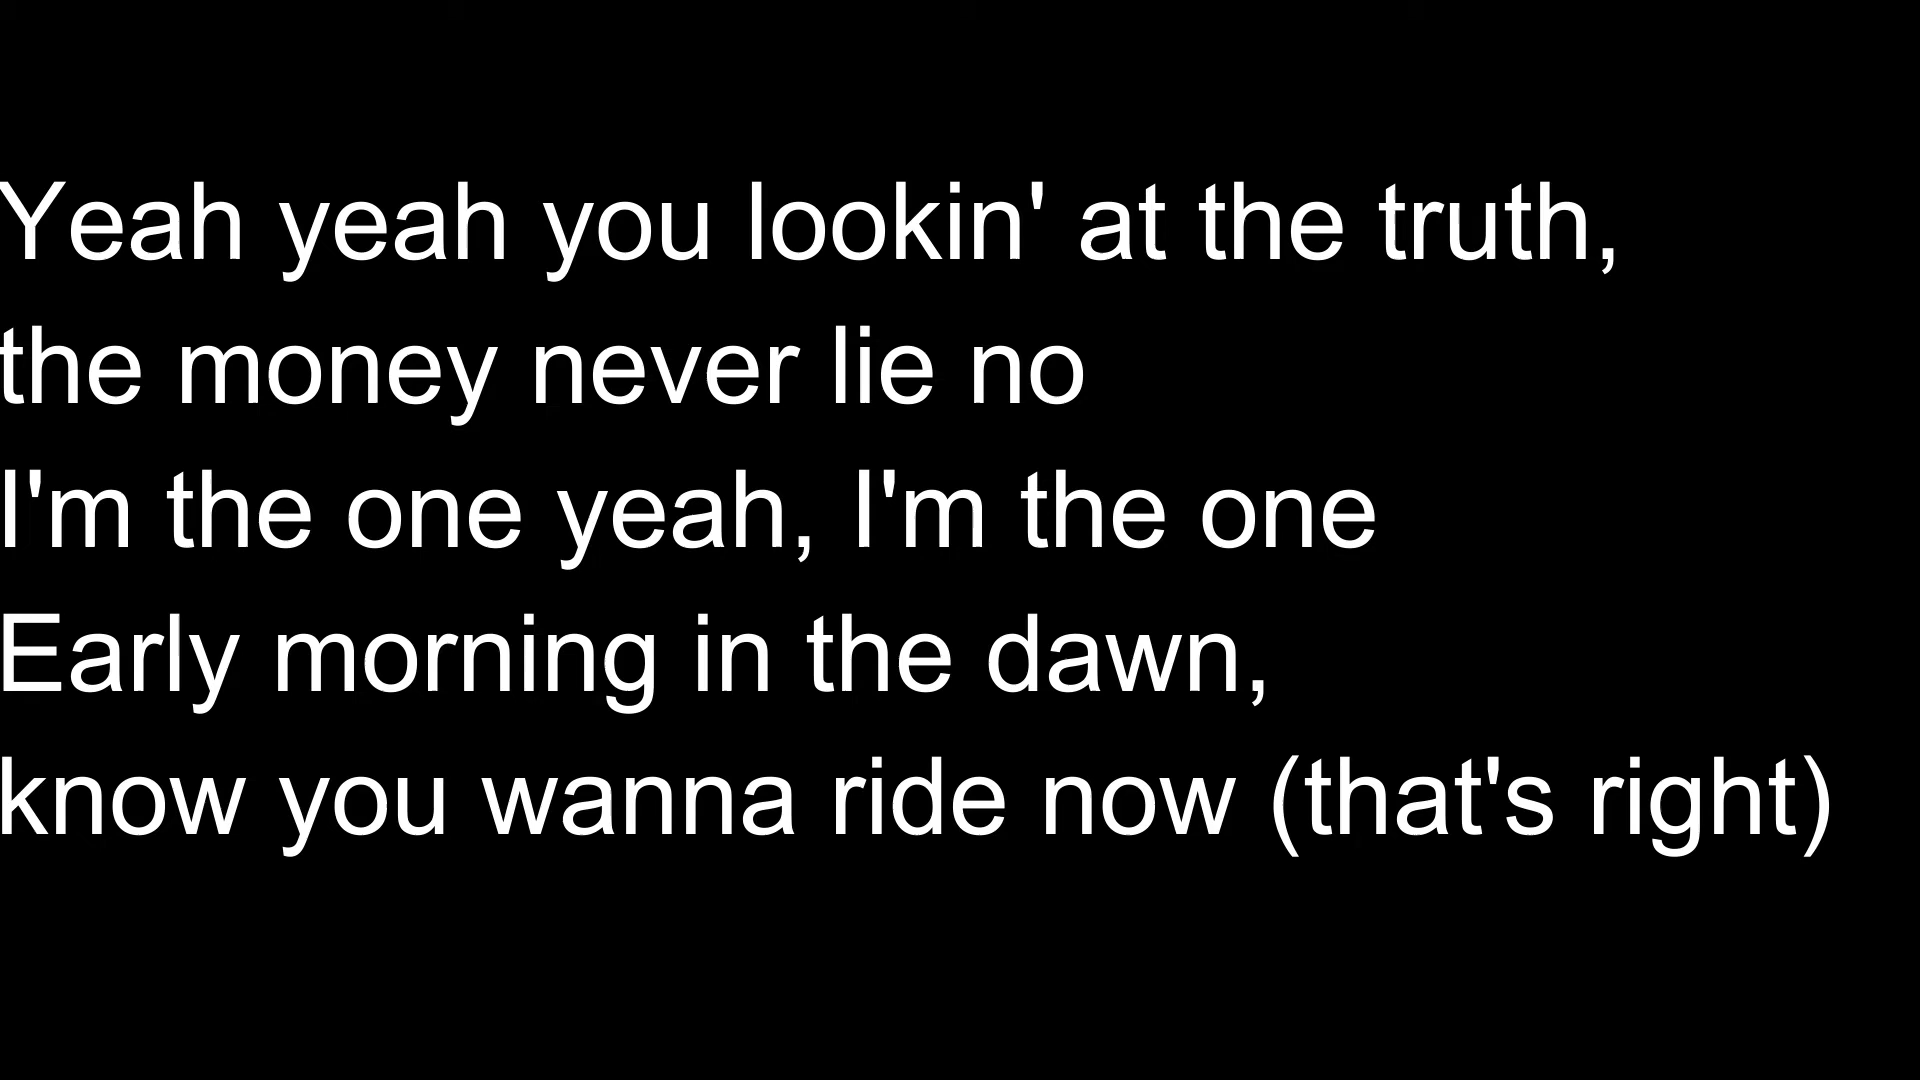 Yeah yeah you lookin' at the truth,
the money never lie no
I'm the one yeah, I'm the one
Early morning in the dawn,
know you wanna ride now (that's right)